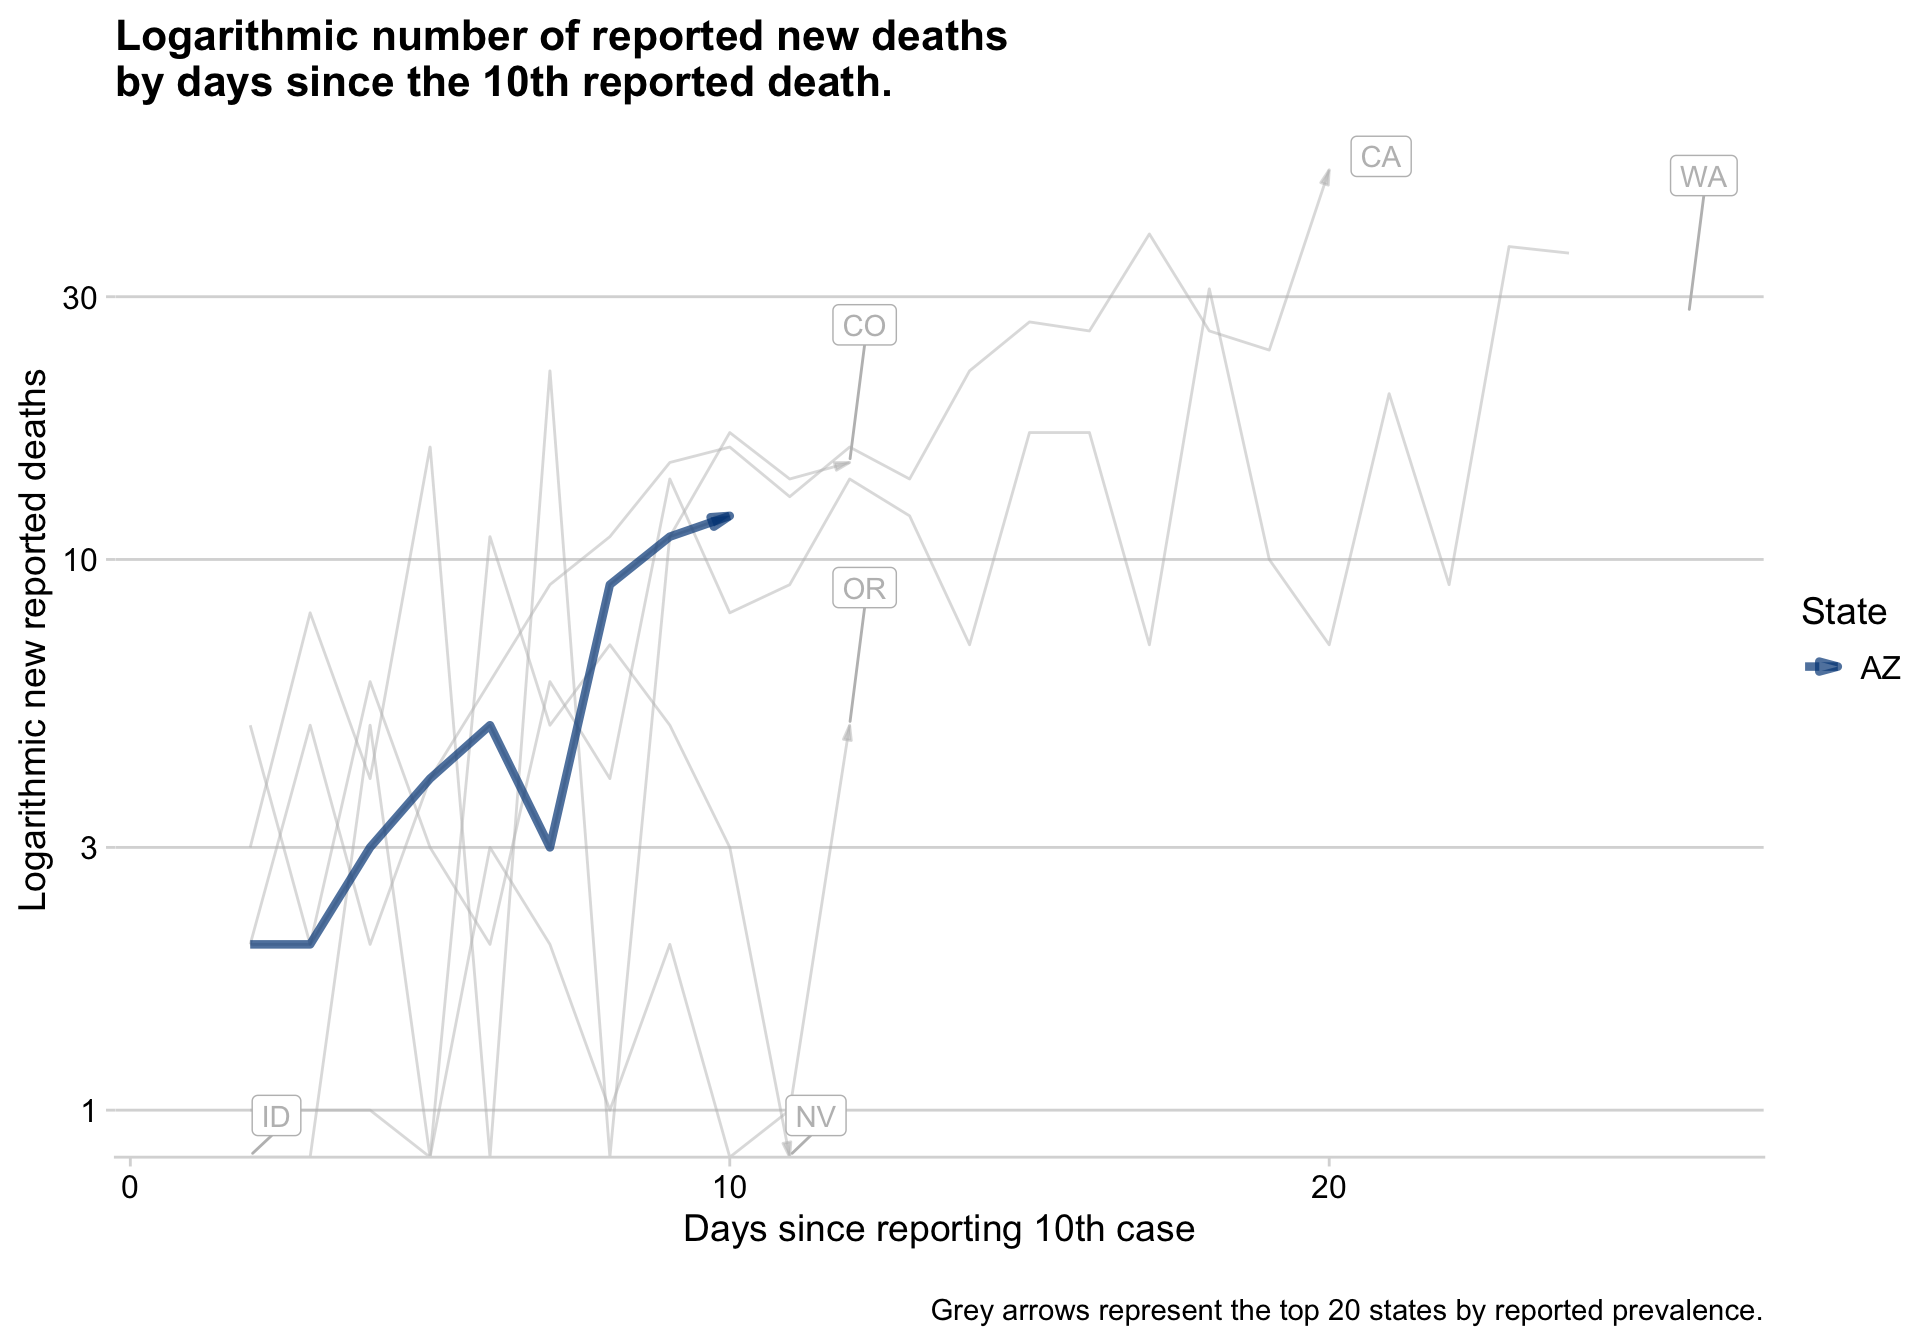 Logarithmic number of reported new deaths
by days since the 10th reported death.
CA
WA
30
CO
Logarithmic new reported deaths
10
OR
State
AZ
3
1
ID
NV
0
10
20
Days since reporting 10th case
Grey arrows represent the top 20 states by reported prevalence.